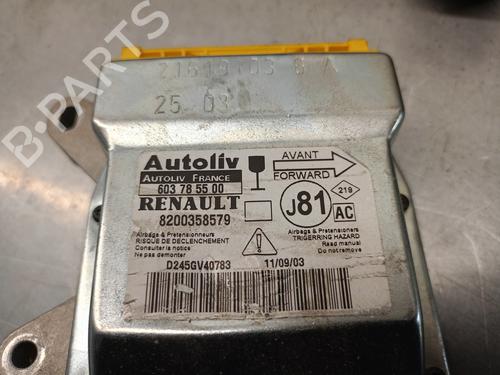 B-PARTS
25 03
Autoliv
AUTOLIV FRANCE
603 78 55 00
RENAULT
8200358579
AVANT
FORWARD
J81
219
AC
Airbags & Pretensionneurs
RISQUE DE DECLENCHEMENT
Consulter la notice
Ne pas demonter
Airbags & Pretensioners
TRIGERRING HAZARD
Read manual
Do not remove
D245GV40783 11/09/03